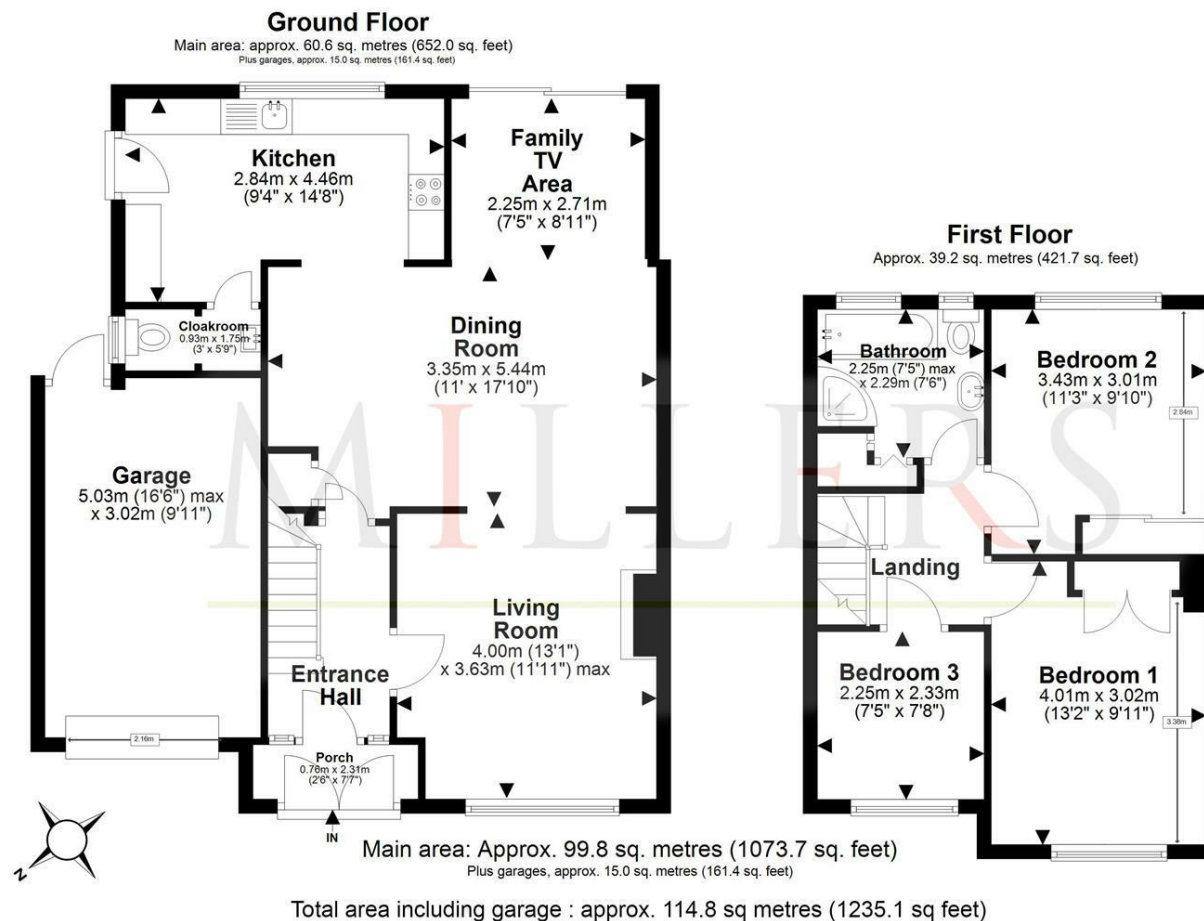 Ground Floor
Main area: approx. 60.6 sq. metres (652.0 sq. feet)
Plus garages, approx. 15.0 sq. metres (161.4 sq. feet)
Kitchen
2.84m x 4.46m
(9'4" x 14'8")
Family
TV
Area
2.25m x 2.71m
(7'5" x 8'11")
Cloakroom
0.93m x 1.75m
(3' x 5'9")
Dining
Room
3.35m x 5.44m
(11' x 17'10")
Garage
5.03m (16'6") max
x 3.02m (9'11")
2.16m
Living
Room
4.00m (13'1")
x 3.63m (11'11") max
Entrance
Hall
Porch
0.76m x 2.31m
(2'6" x 7'7")
IN
First Floor
Approx. 39.2 sq. metres (421.7 sq. feet)
Bathroom
2.25m (7'5") max
x 2.29m (7'6")
Bedroom 2
3.43m x 3.01m
(11'3" x 9'10")
2.84m
Landing
Bedroom 3
2.25m x 2.33m
(7'5" x 7'8")
Bedroom 1
4.01m x 3.02m
(13'2" x 9'11")
3.38m
MILLERS
Z
Main area: Approx. 99.8 sq. metres (1073.7 sq. feet)
Plus garages, approx. 15.0 sq. metres (161.4 sq. feet)
Total area including garage : approx. 114.8 sq metres (1235.1 sq feet)